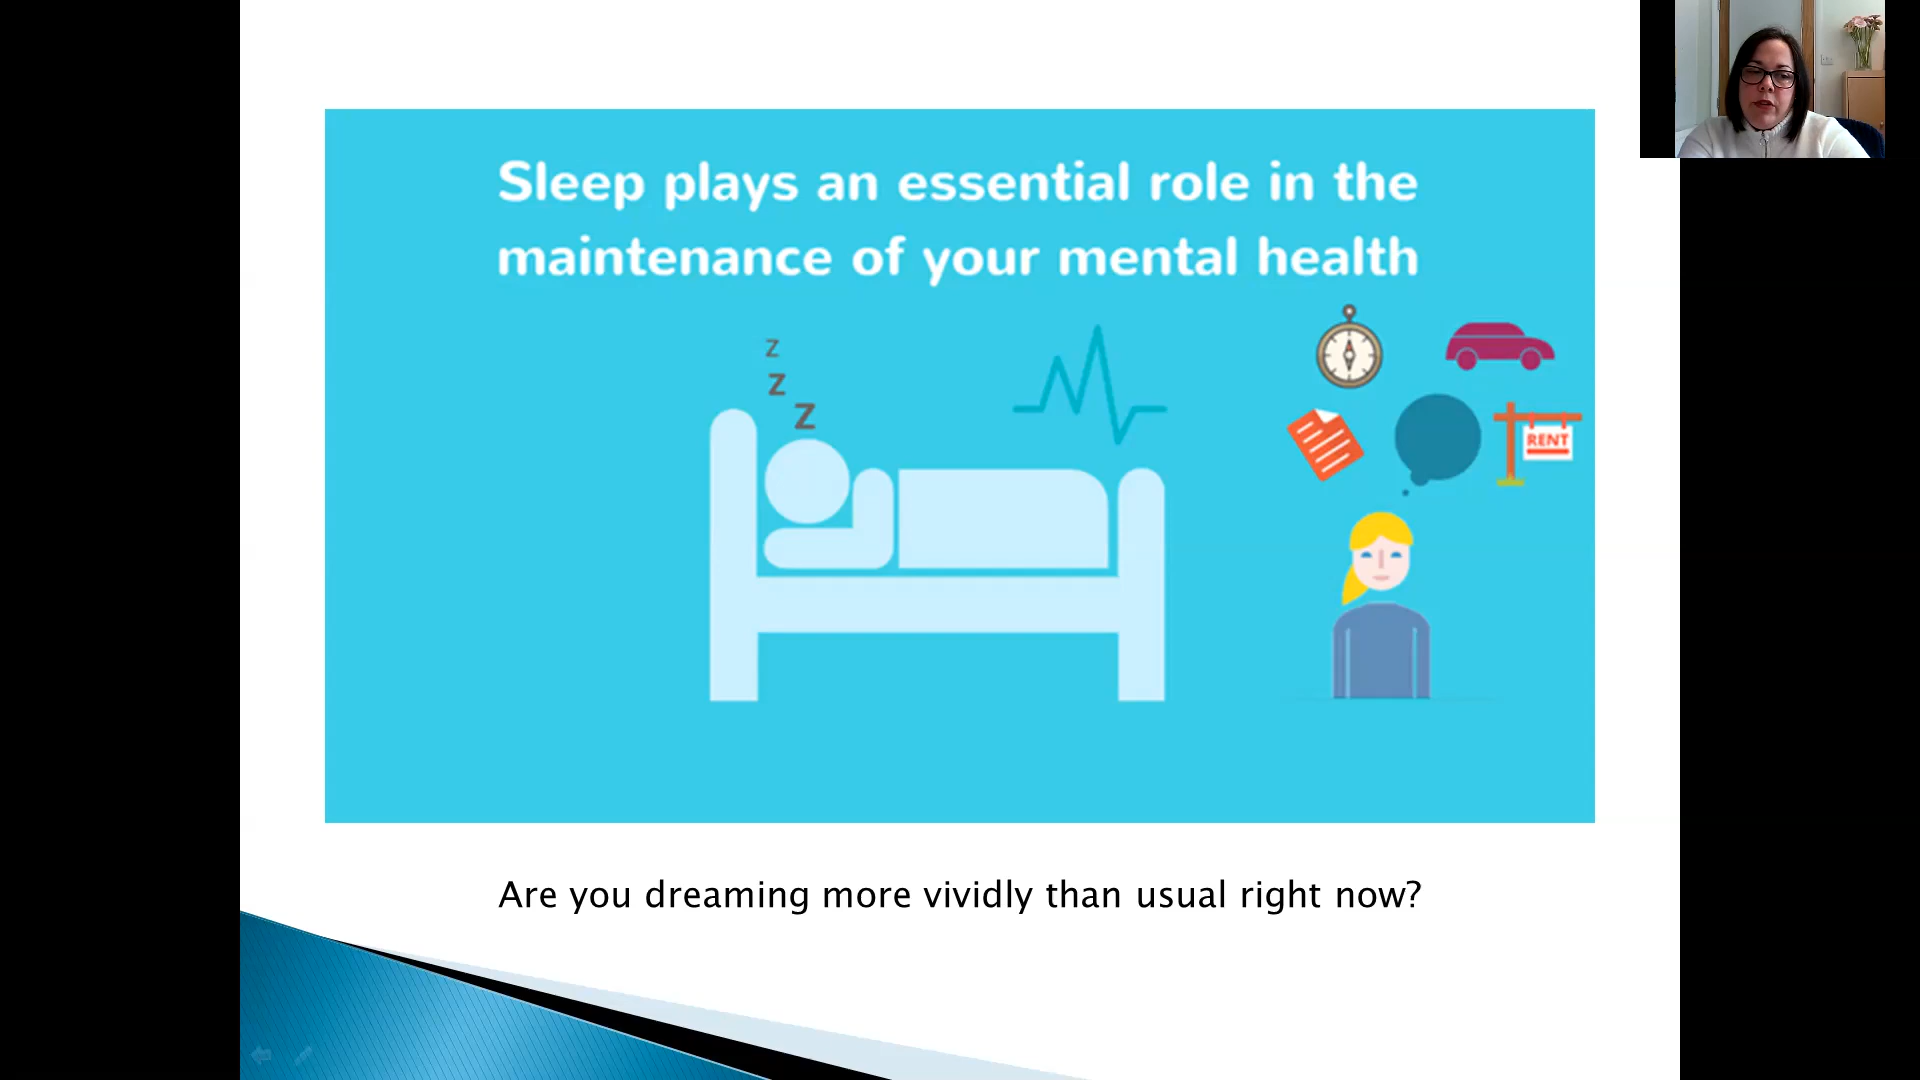 Sleep plays an essential role in the
maintenance of your mental health
z
z
z
RENT
Are you dreaming more vividly than usual right now?